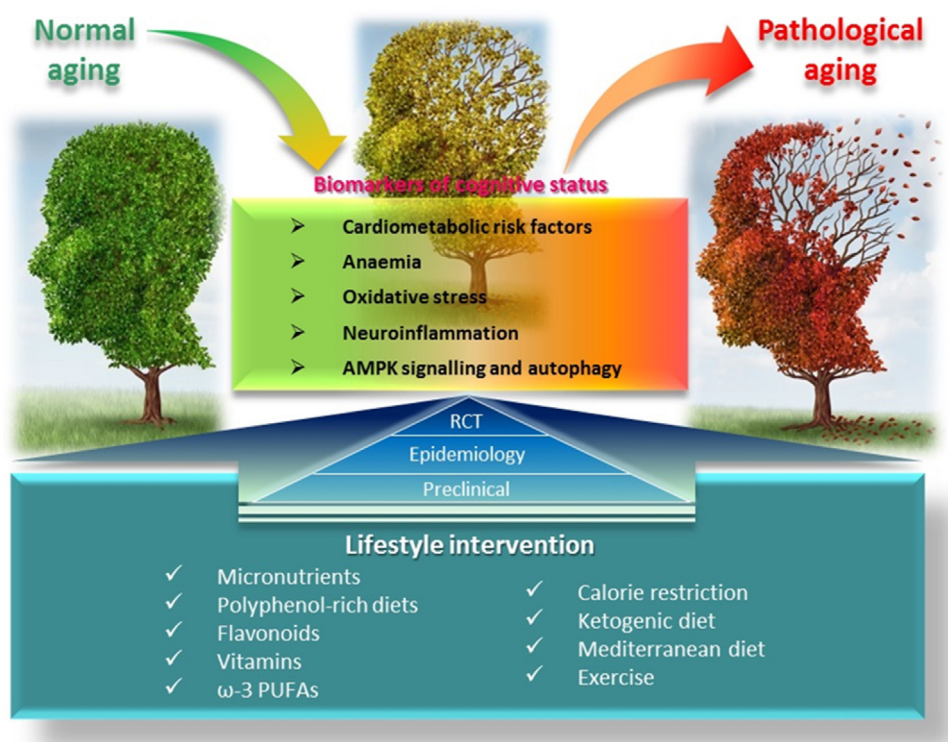 Normal
aging
Pathological
aging
Biomarkers of cognitive status
Cardiometabolic risk factors
Anaemia
Oxidative stress
Neuroinflammation
AMPK signalling and autophagy
RCT
Epidemiology
Preclinical
Lifestyle intervention
Micronutrients
Polyphenol-rich diets
Flavonoids
Vitamins
ω-3 PUFAs
Calorie restriction
Ketogenic diet
Mediterranean diet
Exercise